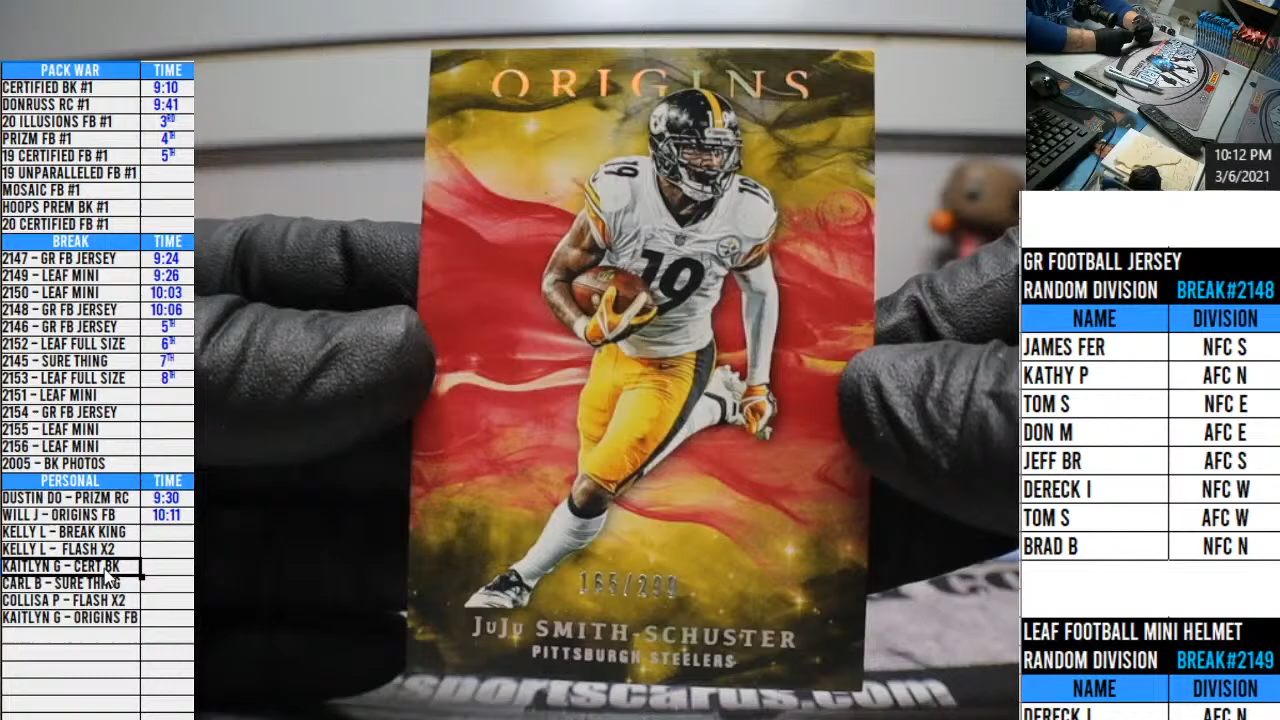 PACK WAR TIME
CERTIFIED BK #1 9:10
DONRUSS RC #1 9:41
20 ILLUSIONS FB #1 3RD
PRIZM FB #1 4TH
19 CERTIFIED FB #1 5TH
19 UNPARALLELED FB #1
MOSAIC FB #1
HOOPS PREM BK #1
20 CERTIFIED FB #1
BREAK TIME
2147 - GR FB JERSEY 9:24
2149 - LEAF MINI 9:26
2150 - LEAF MINI 10:03
2148 - GR FB JERSEY 10:06
2146 - GR FB JERSEY 5TH
2152 - LEAF FULL SIZE 6TH
2145 - SURE THING 7TH
2153 - LEAF FULL SIZE 8TH
2151 - LEAF MINI
2154 - GR FB JERSEY
2155 - LEAF MINI
2156 - LEAF MINI
2005 - BK PHOTOS
PERSONAL TIME
DUSTIN DO - PRIZM RC 9:30
WILL J - ORIGINS FB 10:11
KELLY L - BREAK KING
KELLY L - FLASH X2
KAITLYN G - CERT BK
CARL B - SURE THING
COLLISA P - FLASH X2
KAITLYN G - ORIGINS FB
ORIGINS
19
19
19
165/299
JuJu SMITH-SCHUSTER
PITTSBURGH STEELERS
sportscarus.com
10:12 PM
3/6/2021
GR FOOTBALL JERSEY
RANDOM DIVISION BREAK#2148
NAME DIVISION
JAMES FER NFC S
KATHY P AFC N
TOM S NFC E
DON M AFC E
JEFF BR AFC S
DERECK I NFC W
TOM S AFC W
BRAD B NFC N
LEAF FOOTBALL MINI HELMET
RANDOM DIVISION BREAK#2149
NAME DIVISION
DERECK I AFC N